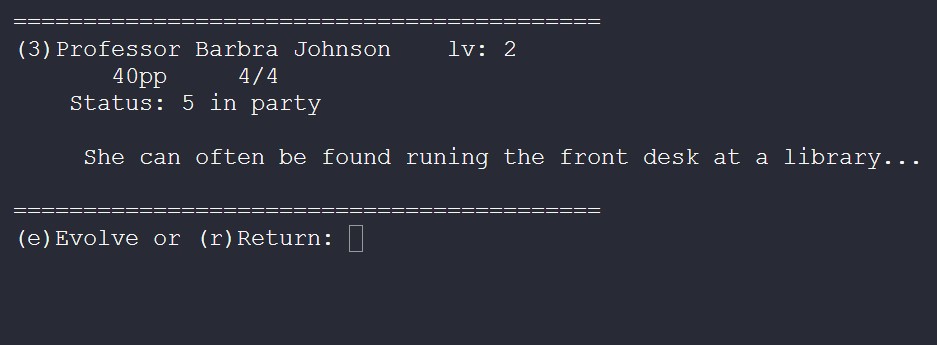 ==========================================
(3)Professor Barbra Johnson    lv: 2
       40pp     4/4
    Status: 5 in party
     She can often be found runing the front desk at a library...
==========================================
(e)Evolve or (r)Return: